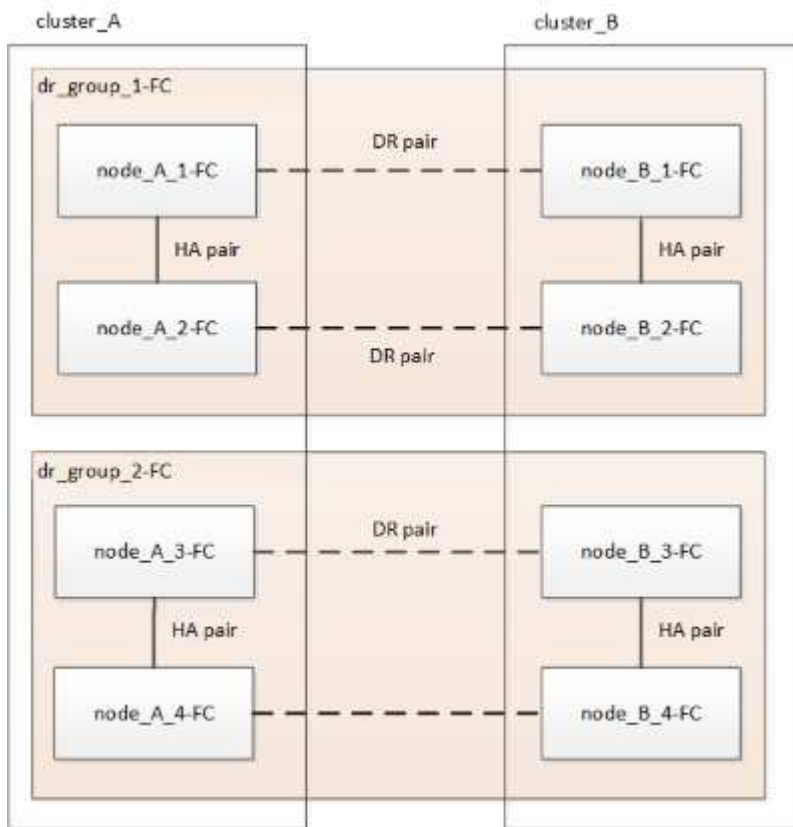 cluster_A
cluster_B
dr_group_1-FC
DR pair
node_A_1-FC
node_B_1-FC
HA pair
HA pair
node_A_2-FC
node_B_2-FC
DR pair
dr_group_2-FC
DR pair
node_A_3-FC
node_B_3-FC
HA pair
HA pair
node_A_4-FC
node_B_4-FC